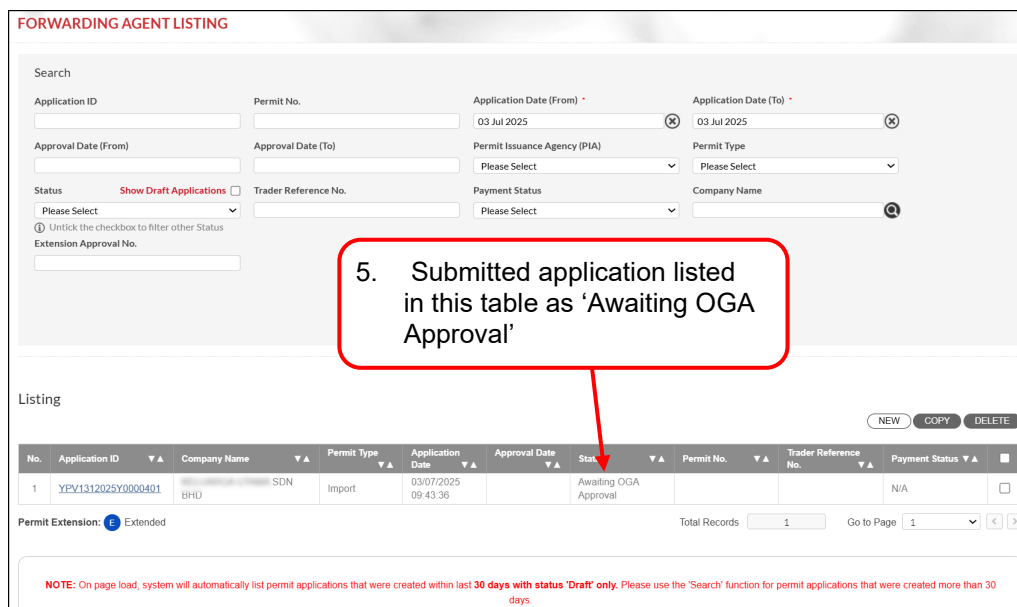 FORWARDING AGENT LISTING
Search
Application ID
Permit No.
Application Date (From) *
Application Date (To) *
03 Jul 2025
03 Jul 2025
Approval Date (From)
Approval Date (To)
Permit Issuance Agency (PIA)
Permit Type
Please Select
Please Select
Status
Show Draft Applications
Trader Reference No.
Payment Status
Company Name
Please Select
Please Select
Untick the checkbox to filter other Status
Extension Approval No.
5. Submitted application listed
in this table as ‘Awaiting OGA
Approval’
Listing
NEW COPY DELETE
No. Application ID ▼▲ Company Name ▼▲ Permit Type ▼▲ Application Date ▼▲ Approval Date ▼▲ Status ▼▲ Permit No. ▼▲ Trader Reference No. ▼▲ Payment Status ▼▲
1 YPV1312025Y0000401 SDN BHD Import 03/07/2025 09:43:36 Awaiting OGA Approval N/A
Permit Extension: E Extended
Total Records 1 Go to Page 1 < >
NOTE: On page load, system will automatically list permit applications that were created within last 30 days with status 'Draft' only. Please use the 'Search' function for permit applications that were created more than 30
days.